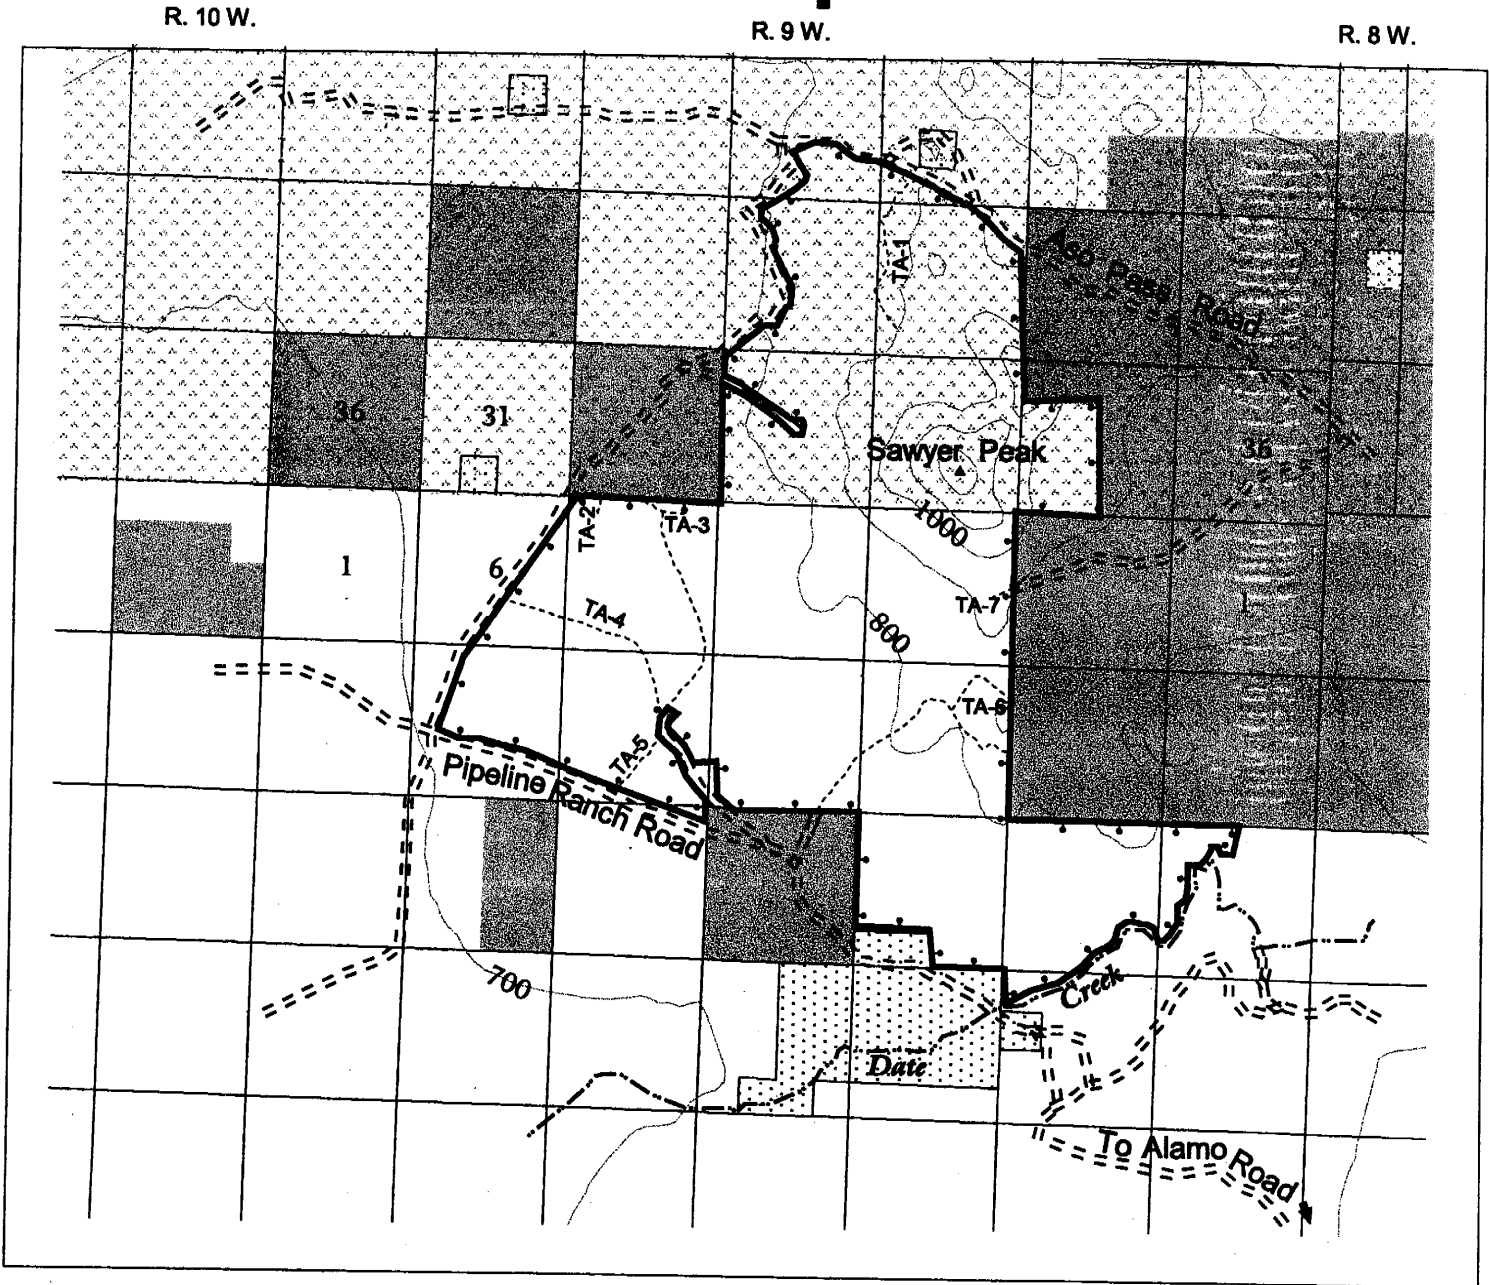 R. 10 W.
R. 9 W.
R. 8 W.
TA-1
Aso Pass Road
36
31
Sawyer Peak
36
1000
TA-2
TA-3
1
6
TA-4
TA-7
1
800
TA-6
TA-5
Pipeline Ranch Road
700
Creek
Date
To Alamo Road